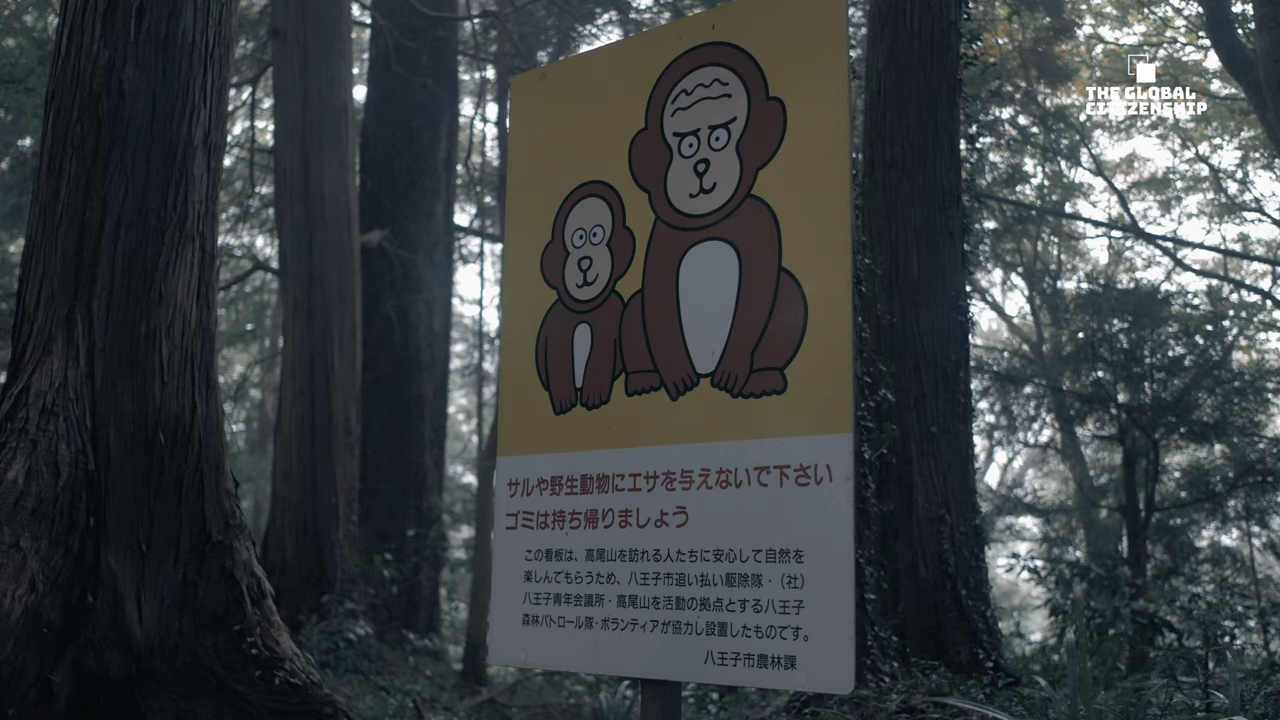 THE GLOBAL
CITIZENSHIP
サルや野生動物にエサを与えないで下さい
ゴミは持ち帰りましょう
この看板は、高尾山を訪れる人たちに安心して自然を
楽しんでもらうため、八王子市追い払い駆除隊・（社）
八王子青年会議所・高尾山を活動の拠点とする八王子
森林パトロール隊・ボランティアが協力し設置したものです。
八王子市農林課